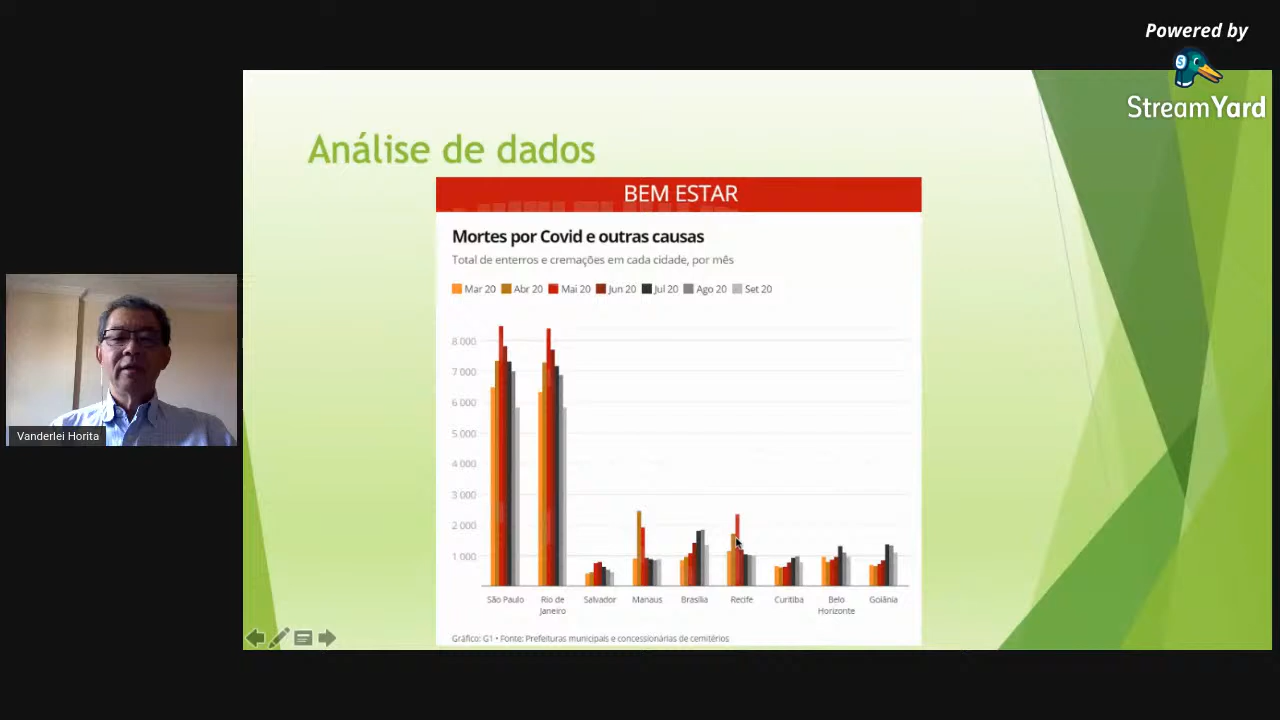 Powered by
StreamYard
Análise de dados
BEM ESTAR
Mortes por Covid e outras causas
Total de enterros e cremações em cada cidade, por mês
Mar 20 Abr 20 Mai 20 Jun 20 Jul 20 Ago 20 Set 20
8 000
7 000
6 000
5 000
4 000
3 000
2 000
1 000
São Paulo Rio de Janeiro Salvador Manaus Brasília Recife Curitiba Belo Horizonte Goiânia
Gráfico: G1 • Fonte: Prefeituras municipais e concessionárias de cemitérios
Vanderlei Horita